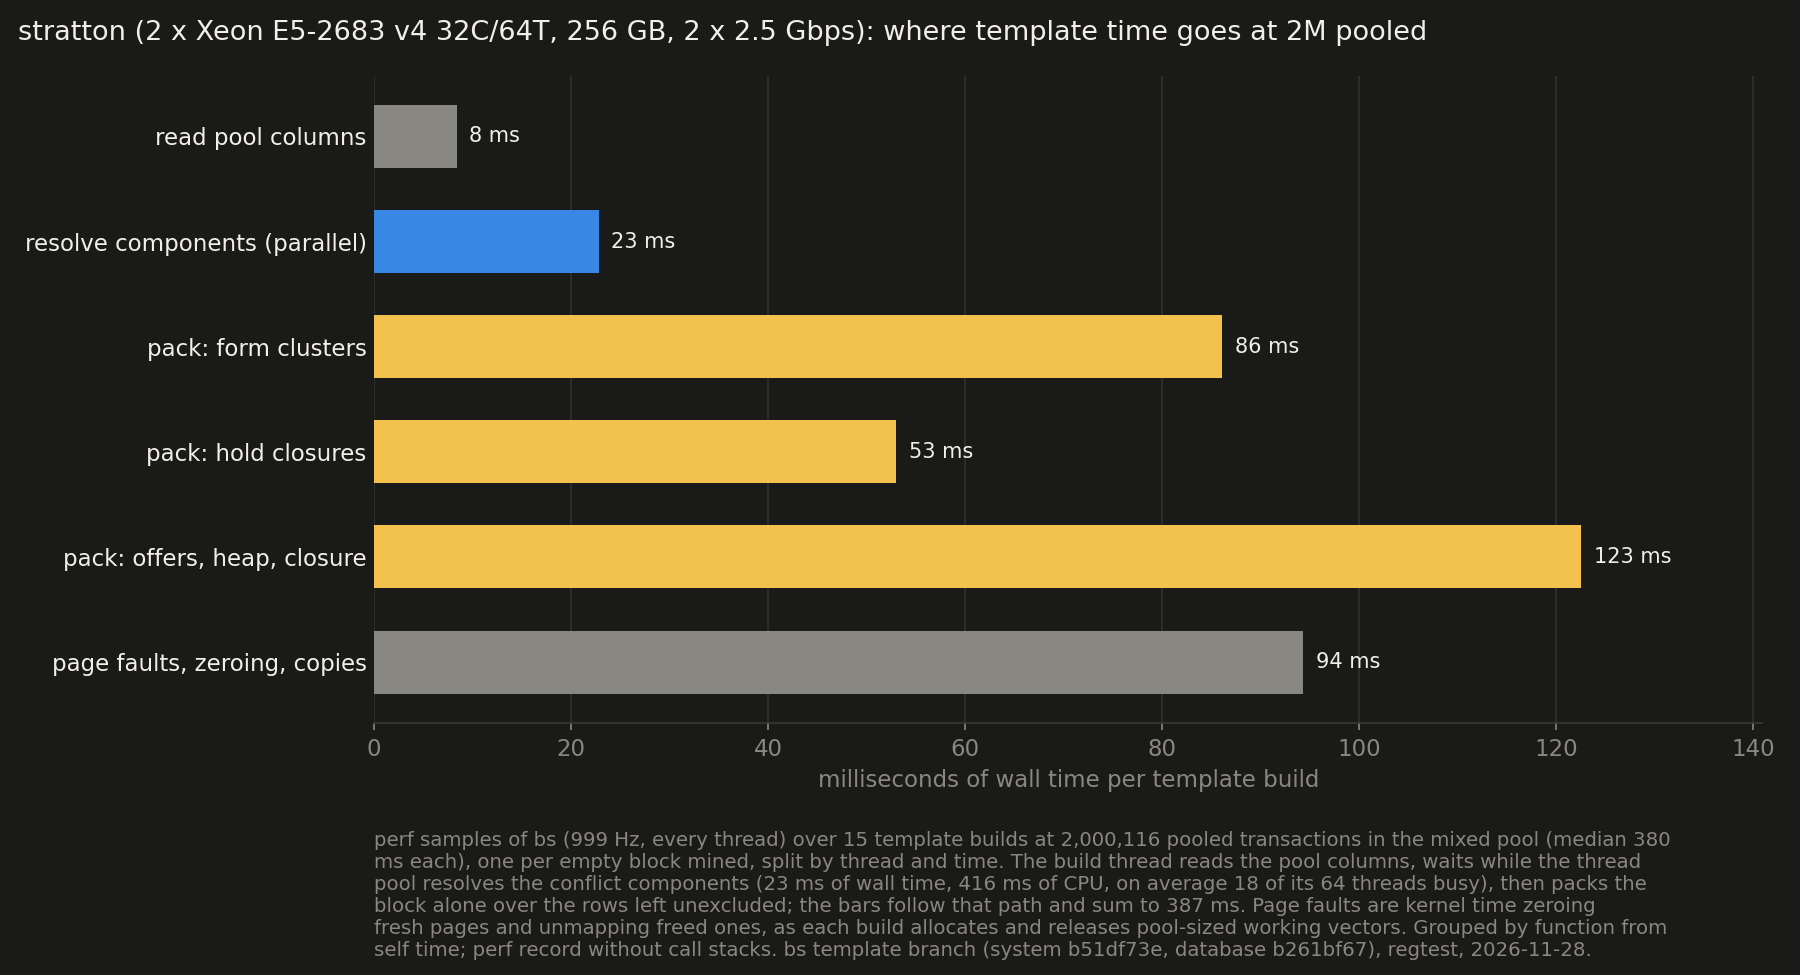 stratton (2 x Xeon E5-2683 v4 32C/64T, 256 GB, 2 x 2.5 Gbps): where template time goes at 2M pooled
read pool columns
8 ms
resolve components (parallel)
23 ms
pack: form clusters
86 ms
pack: hold closures
53 ms
pack: offers, heap, closure
123 ms
page faults, zeroing, copies
94 ms
0 20 40 60 80 100 120 140
milliseconds of wall time per template build
perf samples of bs (999 Hz, every thread) over 15 template builds at 2,000,116 pooled transactions in the mixed pool (median 380
ms each), one per empty block mined, split by thread and time. The build thread reads the pool columns, waits while the thread
pool resolves the conflict components (23 ms of wall time, 416 ms of CPU, on average 18 of its 64 threads busy), then packs the
block alone over the rows left unexcluded; the bars follow that path and sum to 387 ms. Page faults are kernel time zeroing
fresh pages and unmapping freed ones, as each build allocates and releases pool-sized working vectors. Grouped by function from
self time; perf record without call stacks. bs template branch (system b51df73e, database b261bf67), regtest, 2026-11-28.